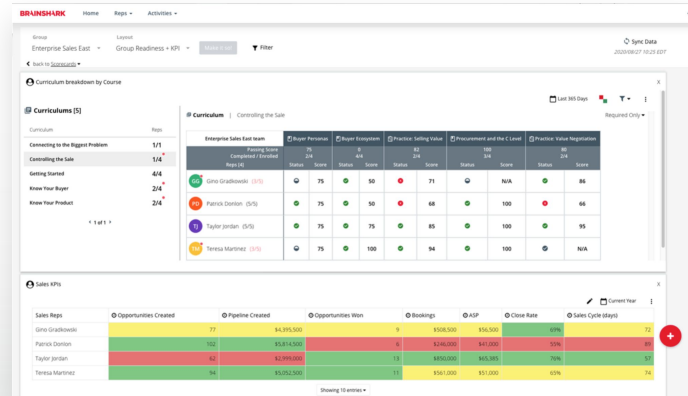 BRAINSHARK Home Reps Activities
Group Layout
Enterprise Sales East Group Readiness + KPI Make it so! Filter
Sync Data
2020/08/27 10:25 EDT
back to Scorecards
Curriculum breakdown by Course X
Last 365 Days
Curriculums [5]
Curriculum | Controlling the Sale Required Only
Curriculum Reps
Connecting to the Biggest Problem 1/1
Controlling the Sale 1/4
Getting Started 4/4
Know Your Buyer 2/4
Know Your Product 2/4
< 1 of 1 >
Enterprise Sales East team Buyer Personas Buyer Ecosystem Practice: Selling Value Procurement and the C Level Practice: Value Negotiation
Passing Score 75 0 82 100 80
Completed / Enrolled 2/4 4/4 2/4 3/4 2/4
Reps [4] Status Score Status Score Status Score Status Score Status Score
GG Gino Gradkowski (3/5) 75 50 71 N/A 86
PD Patrick Donlon (5/5) 75 50 68 100 66
TJ Taylor Jordan (5/5) 75 75 85 100 95
TM Teresa Martinez (3/5) 75 100 94 100 N/A
Sales KPIs X
Current Year
Sales Reps Opportunities Created Pipeline Created Opportunities Won Bookings ASP Close Rate Sales Cycle (days)
Gino Gradkowski 77 $4,395,500 9 $508,500 $56,500 69% 72
Patrick Donlon 102 $5,814,500 6 $246,000 $41,000 55% 89
Taylor Jordan 62 $2,999,000 13 $850,000 $65,385 76% 57
Teresa Martinez 94 $5,052,500 11 $561,000 $51,000 65% 74
Showing 10 entries